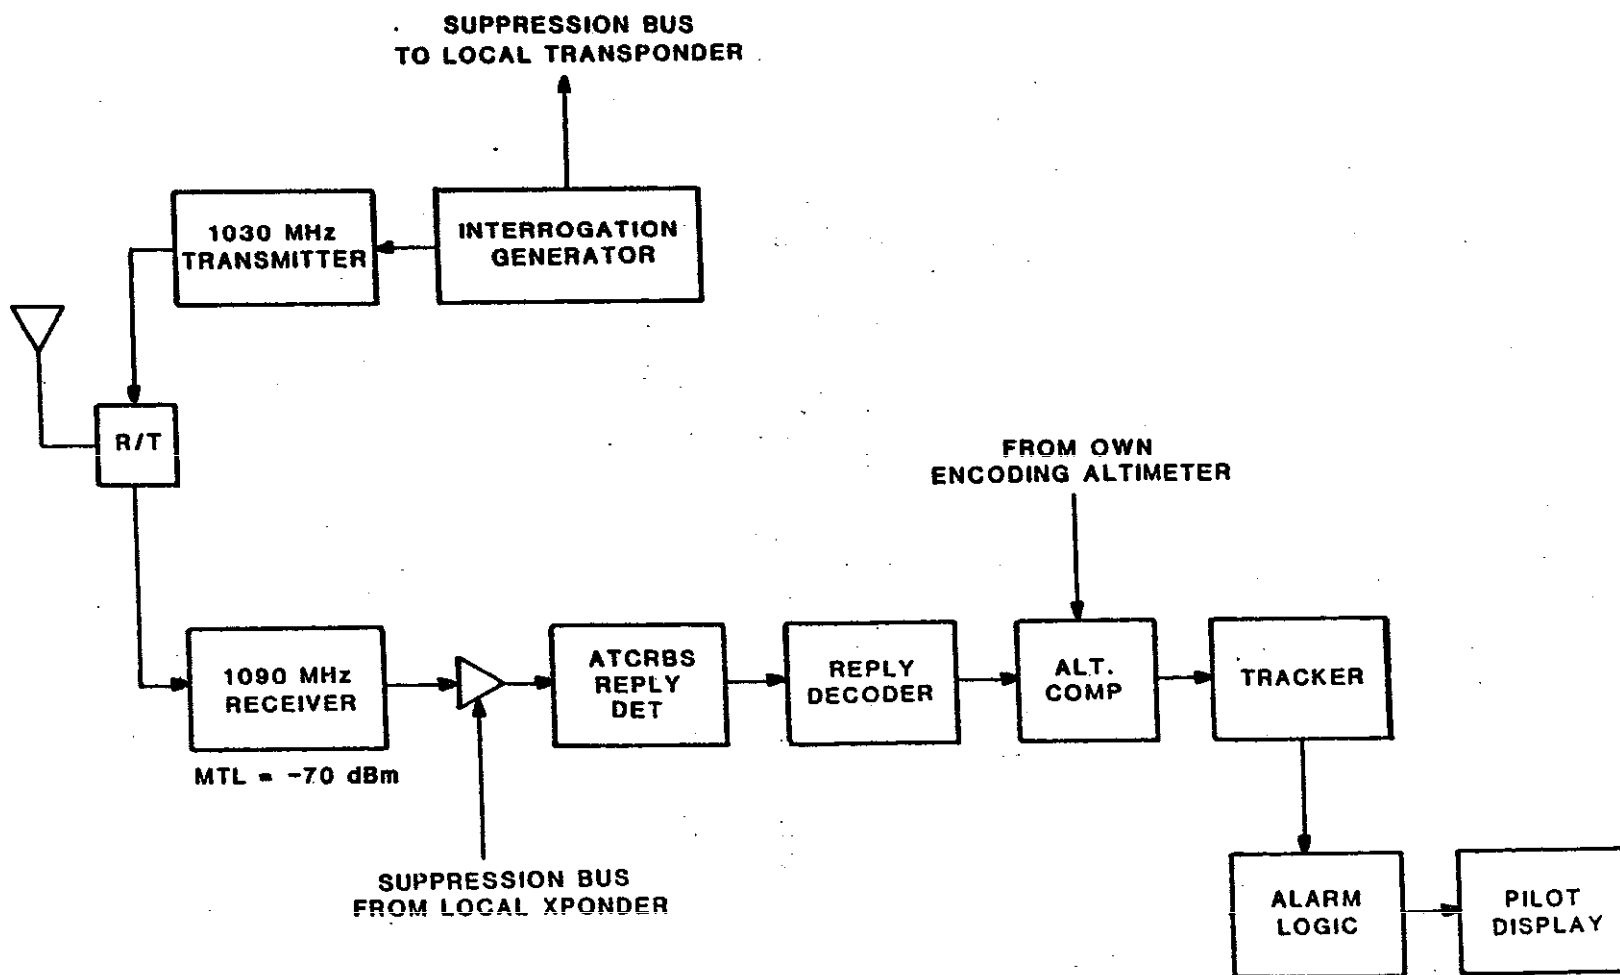 SUPPRESSION BUS
TO LOCAL TRANSPONDER
1030 MHz
TRANSMITTER
INTERROGATION
GENERATOR
R/T
FROM OWN
ENCODING ALTIMETER
1090 MHz
RECEIVER
MTL = -70 dBm
ATCRBS
REPLY
DET
REPLY
DECODER
ALT.
COMP
TRACKER
SUPPRESSION BUS
FROM LOCAL XPONDER
ALARM
LOGIC
PILOT
DISPLAY